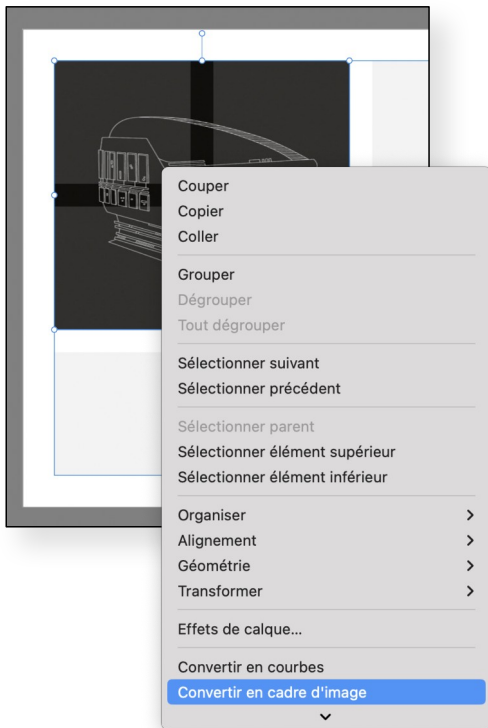 Couper
Copier
Coller
Grouper
Dégrouper
Tout dégrouper
Sélectionner suivant
Sélectionner précédent
Sélectionner parent
Sélectionner élément supérieur
Sélectionner élément inférieur
Organiser
Alignement
Géométrie
Transformer
Effets de calque...
Convertir en courbes
Convertir en cadre d'image